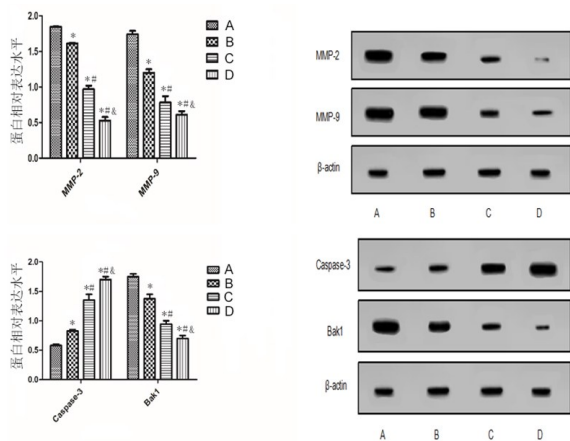 蛋白相对表达水平
2.0
1.5
1.0
0.5
0.0
*
*#
*#&
*
*#
*#&
MMP-2
MMP-9
A
B
C
D
MMP-2
MMP-9
β-actin
A B C D
蛋白相对表达水平
2.0
1.5
1.0
0.5
0.0
*
*#
*#&
*
*#
*#&
Caspase-3
Bak1
A
B
C
D
Caspase-3
Bak1
β-actin
A B C D